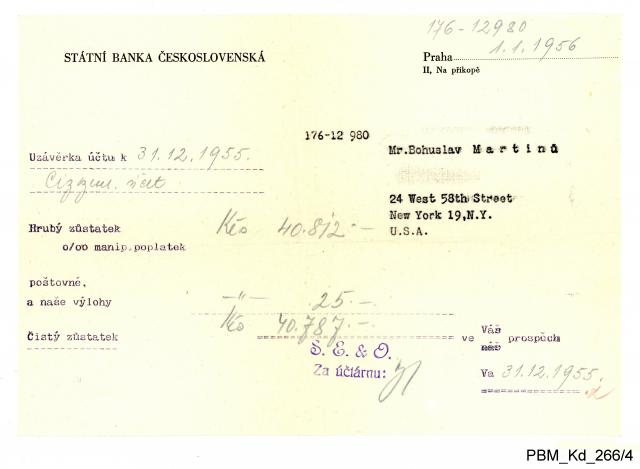 176-12980
STÁTNÍ BANKA ČESKOSLOVENSKÁ
Praha 1.1.1956
II, Na příkopě
176-12 980
Mr.Bohuslav Martinů
24 West 58th Street
New York 19,N.Y.
U.S.A.
Uzávěrka účtu k 31.12.1955.
Cizozem. účet
Hrubý zůstatek Kčs 40.812.-
o/oo manip.poplatek
poštovné,
a naše výlohy -"- 25.-
Čistý zůstatek Kčs 40.787.- ve Váš náš prospěch
S. E. & O.
Za účtárnu:
Va 31.12.1955.
PBM_Kd_266/4